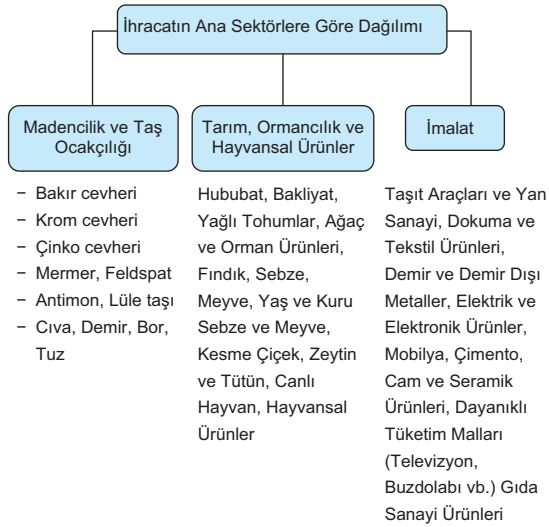 İhracatın Ana Sektörlere Göre Dağılımı
Madencilik ve Taş
Ocakçılığı
− Bakır cevheri
− Krom cevheri
− Çinko cevheri
− Mermer, Feldspat
− Antimon, Lüle taşı
− Cıva, Demir, Bor,
Tuz
Tarım, Ormancılık ve
Hayvansal Ürünler
Hububat, Bakliyat,
Yağlı Tohumlar, Ağaç
ve Orman Ürünleri,
Fındık, Sebze,
Meyve, Yaş ve Kuru
Sebze ve Meyve,
Kesme Çiçek, Zeytin
ve Tütün, Canlı
Hayvan, Hayvansal
Ürünler
İmalat
Taşıt Araçları ve Yan
Sanayi, Dokuma ve
Tekstil Ürünleri,
Demir ve Demir Dışı
Metaller, Elektrik ve
Elektronik Ürünler,
Mobilya, Çimento,
Cam ve Seramik
Ürünleri, Dayanıklı
Tüketim Malları
(Televizyon,
Buzdolabı vb.) Gıda
Sanayi Ürünleri